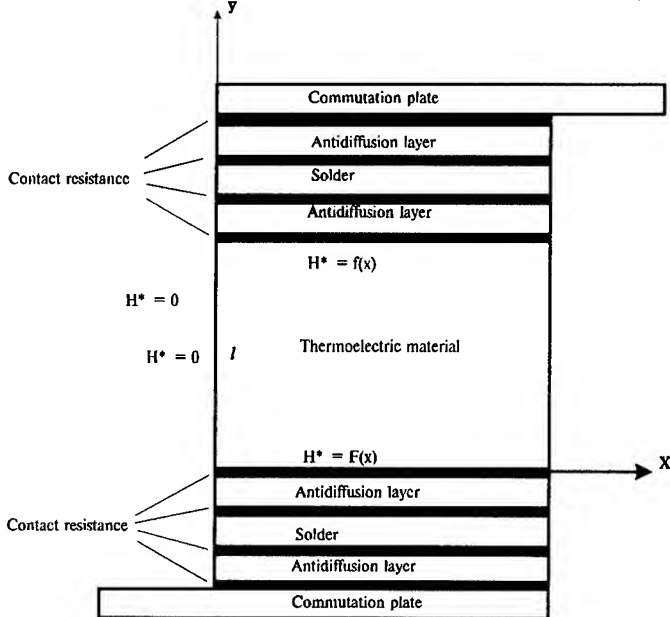 y
Commutation plate
Antidiffusion layer
Contact resistance
Solder
Antidiffusion layer
H* = f(x)
H* = 0
H* = 0
l
Thermoelectric material
H* = F(x)
X
Antidiffusion layer
Contact resistance
Solder
Antidiffusion layer
Commutation plate